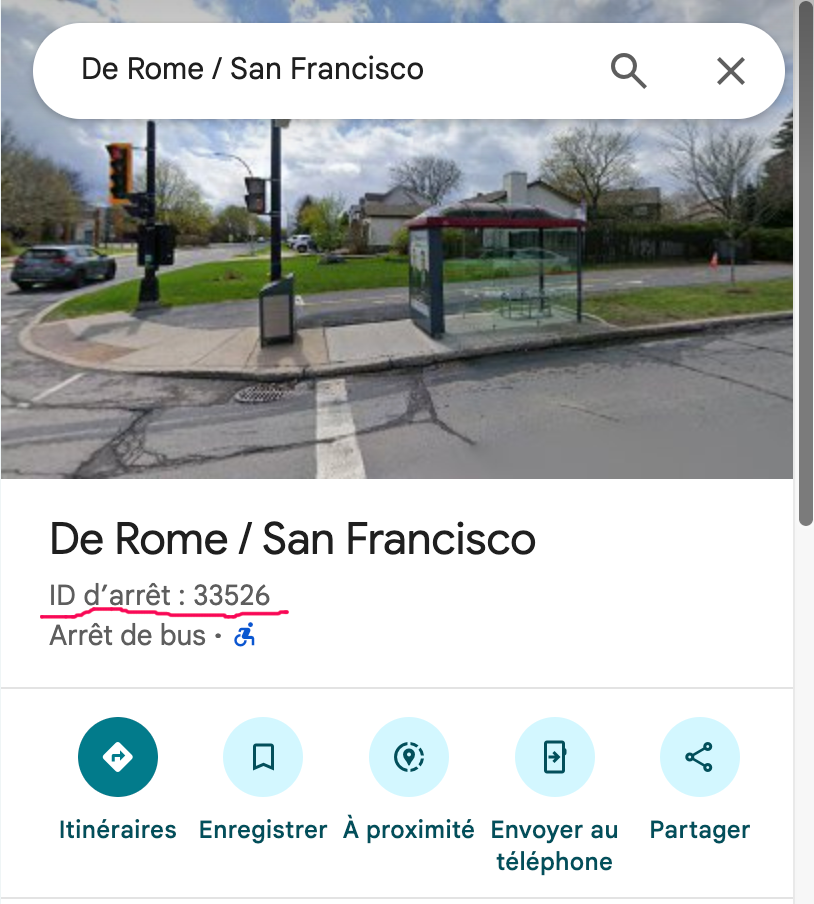 De Rome / San Francisco
De Rome / San Francisco
ID d’arrêt : 33526
Arrêt de bus •
Itinéraires
Enregistrer
À proximité
Envoyer au
téléphone
Partager